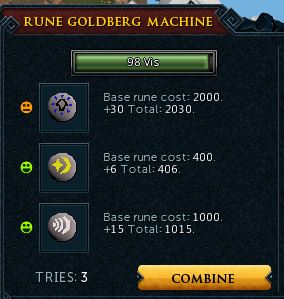 RUNE GOLDBERG MACHINE
98 Vis
Base rune cost: 2000.
+30 Total: 2030.
Base rune cost: 400.
+6 Total: 406.
Base rune cost: 1000.
+15 Total: 1015.
TRIES: 3
COMBINE